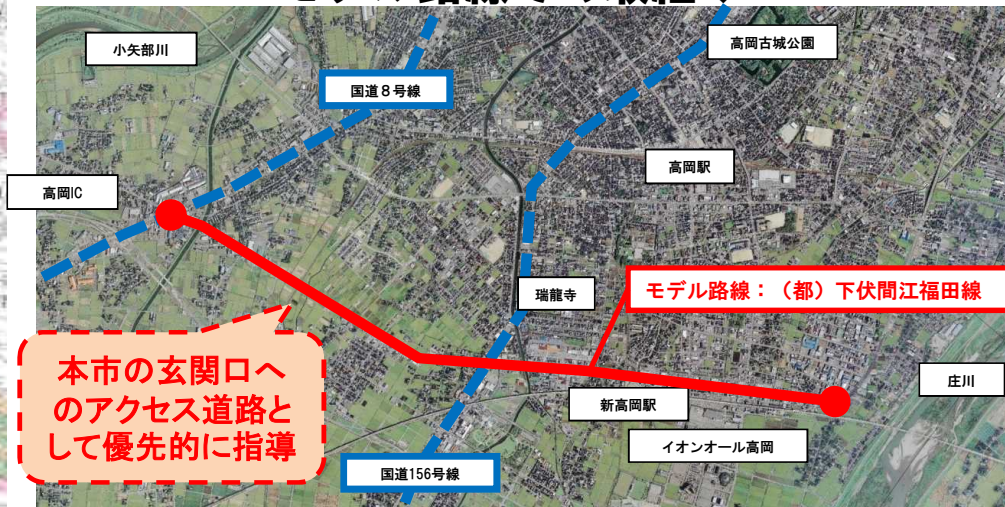 小矢部川
高岡古城公園
国道８号線
高岡駅
高岡IC
瑞龍寺
モデル路線：（都）下伏間江福田線
本市の玄関口へ
のアクセス道路と
して優先的に指導
庄川
新高岡駅
イオンオール高岡
国道156号線